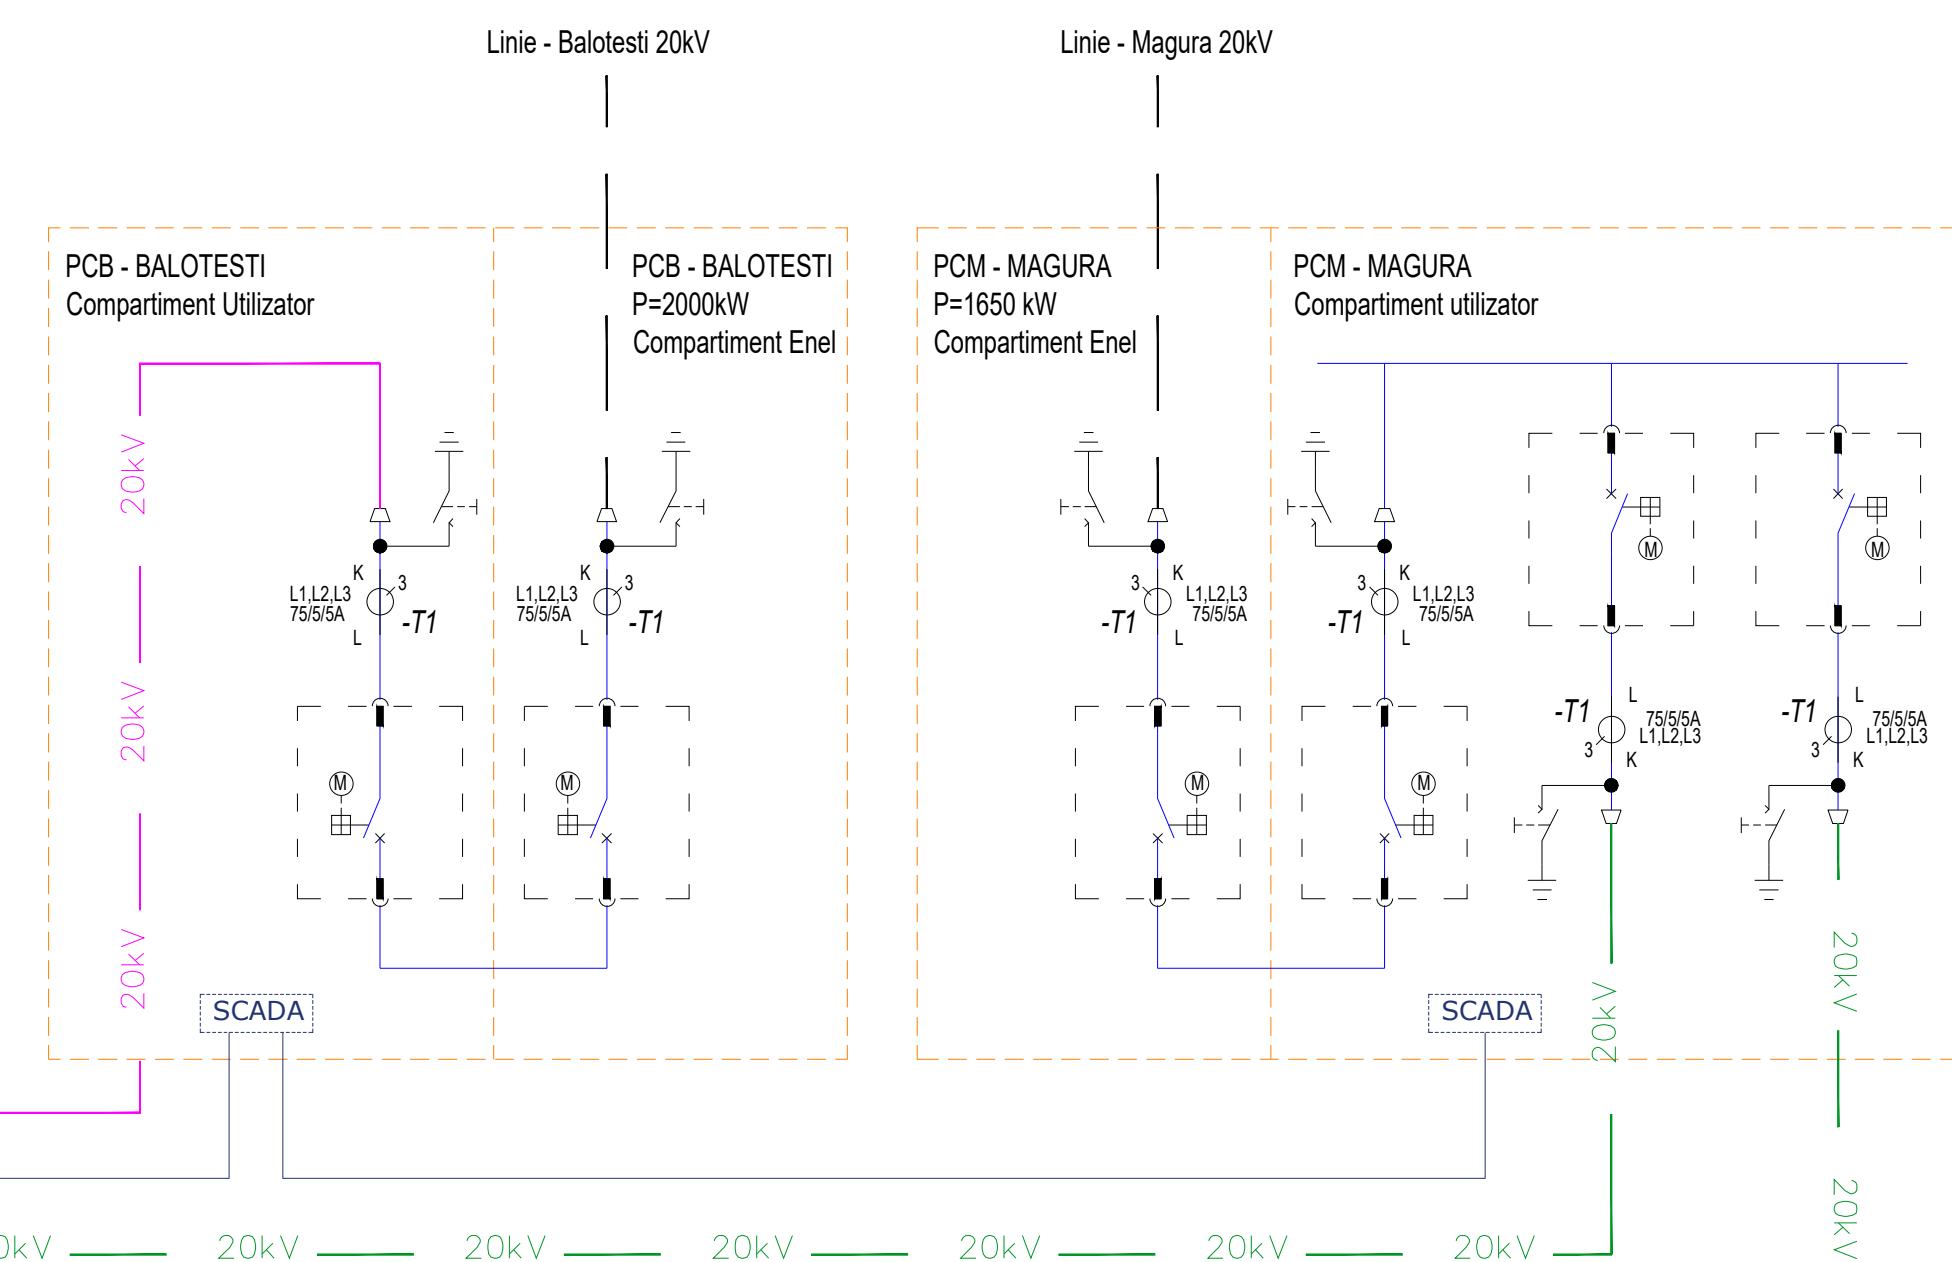 Linie - Balotesti 20kV
Linie - Magura 20kV
PCB - BALOTESTI
Compartiment Utilizator
PCB - BALOTESTI
P=2000kW
Compartiment Enel
PCM - MAGURA
P=1650 kW
Compartiment Enel
PCM - MAGURA
Compartiment utilizator
20kV
20kV
20kV
K
3
L1,L2,L3
75/5/5A
-T1
L
M
K
3
L1,L2,L3
75/5/5A
-T1
L
M
K
3
L1,L2,L3
75/5/5A
-T1
L
M
K
3
L1,L2,L3
75/5/5A
-T1
L
M
M
L
-T1
75/5/5A
L1,L2,L3
3
K
M
L
-T1
75/5/5A
L1,L2,L3
3
K
SCADA
SCADA
20kV
20kV
20kV
0kV
20kV
20kV
20kV
20kV
20kV
20kV